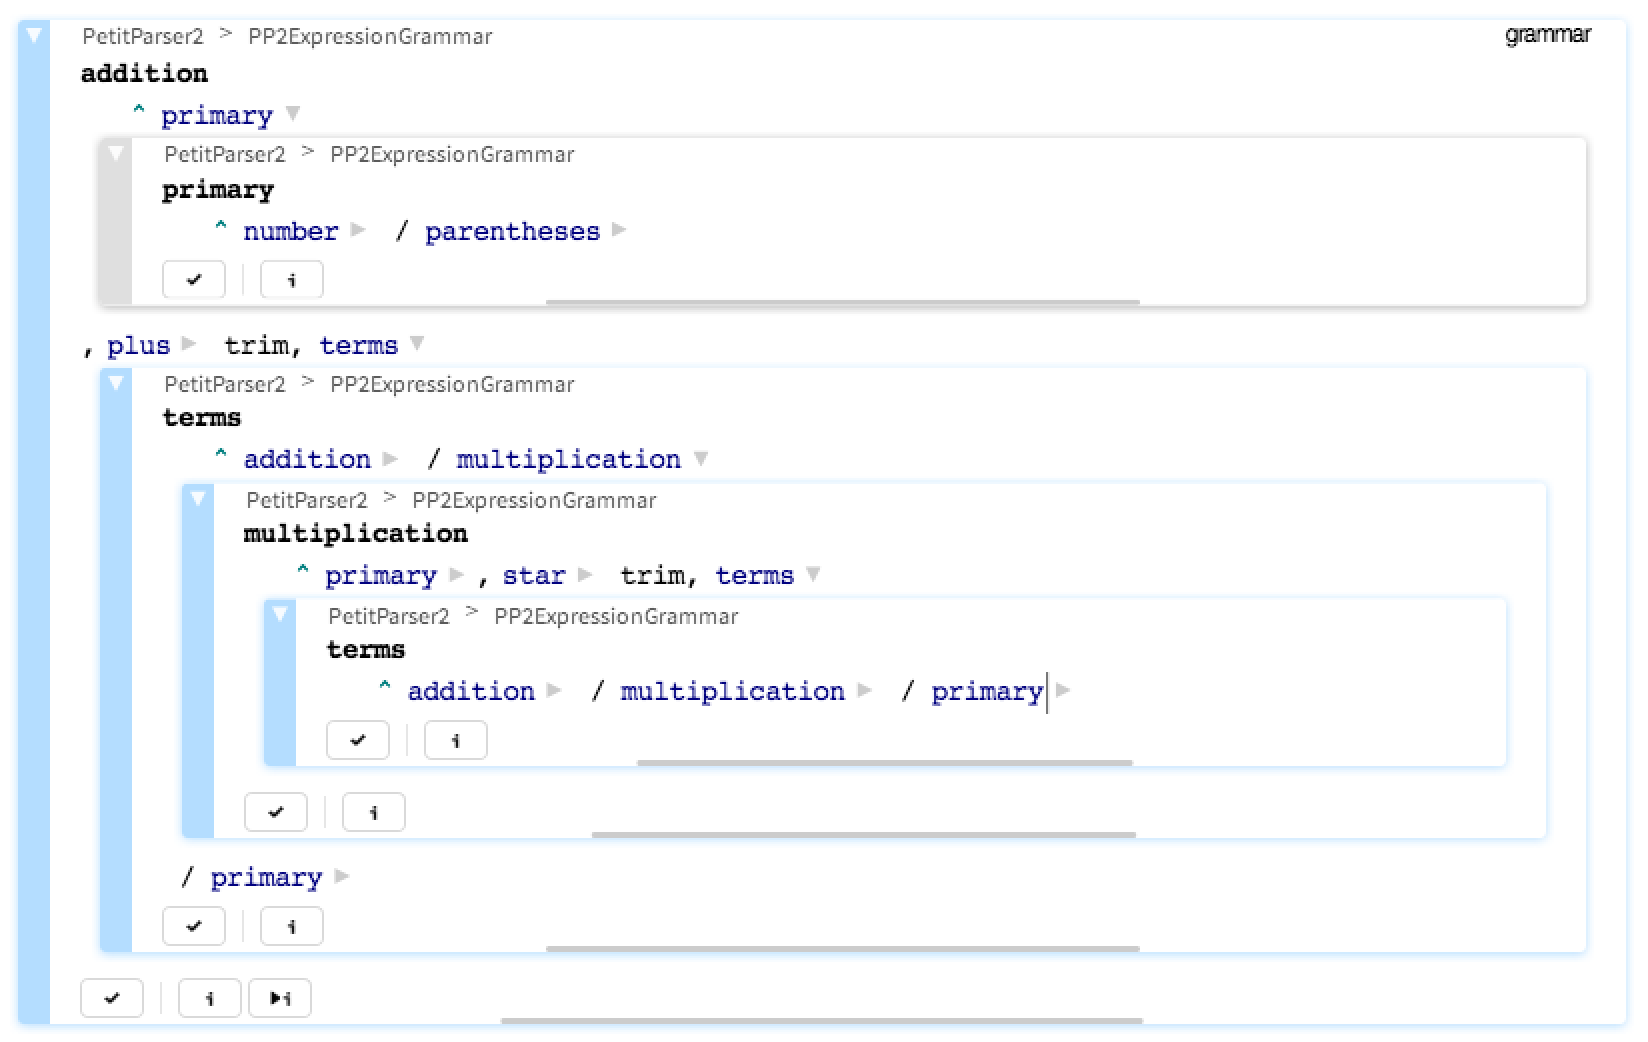 PetitParser2 > PP2ExpressionGrammar grammar
addition
^ primary ▼
PetitParser2 > PP2ExpressionGrammar
primary
^ number ▶ / parentheses ▶
✔ i
, plus ▶ trim, terms ▼
PetitParser2 > PP2ExpressionGrammar
terms
^ addition ▶ / multiplication ▼
PetitParser2 > PP2ExpressionGrammar
multiplication
^ primary ▶ , star ▶ trim, terms ▼
PetitParser2 > PP2ExpressionGrammar
terms
^ addition ▶ / multiplication ▶ / primary ▶
✔ i
✔ i
/ primary ▶
✔ i
✔ i ▶i